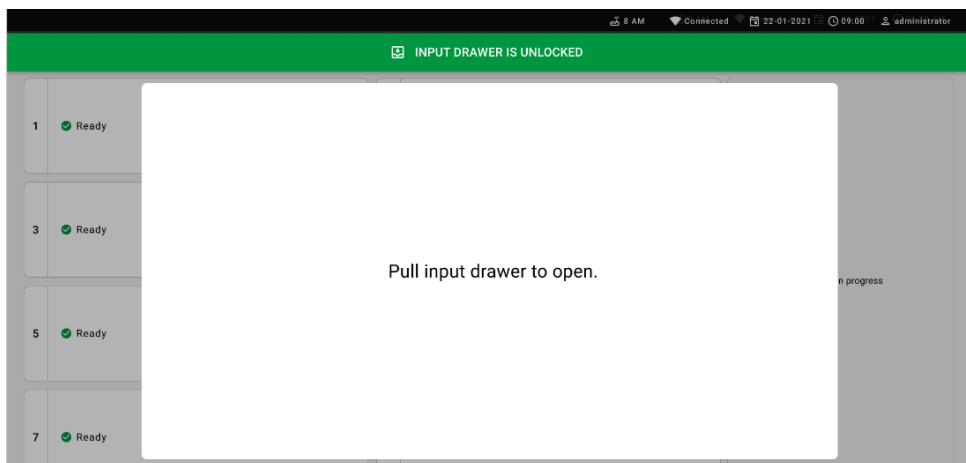 8 AM Connected 22-01-2021 09:00 administrator
INPUT DRAWER IS UNLOCKED
1 Ready
3 Ready
Pull input drawer to open.
n progress
5 Ready
7 Ready